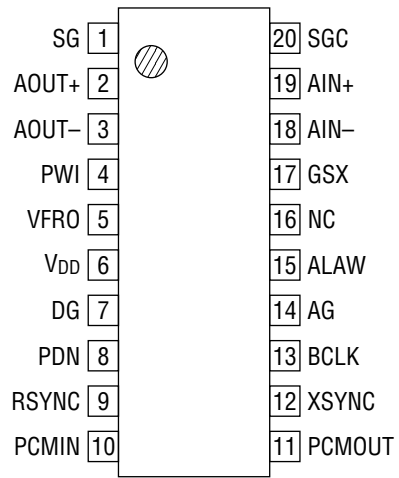 SG 1 20 SGC
AOUT+ 2 19 AIN+
AOUT– 3 18 AIN–
PWI 4 17 GSX
VFRO 5 16 NC
VDD 6 15 ALAW
DG 7 14 AG
PDN 8 13 BCLK
RSYNC 9 12 XSYNC
PCMIN 10 11 PCMOUT